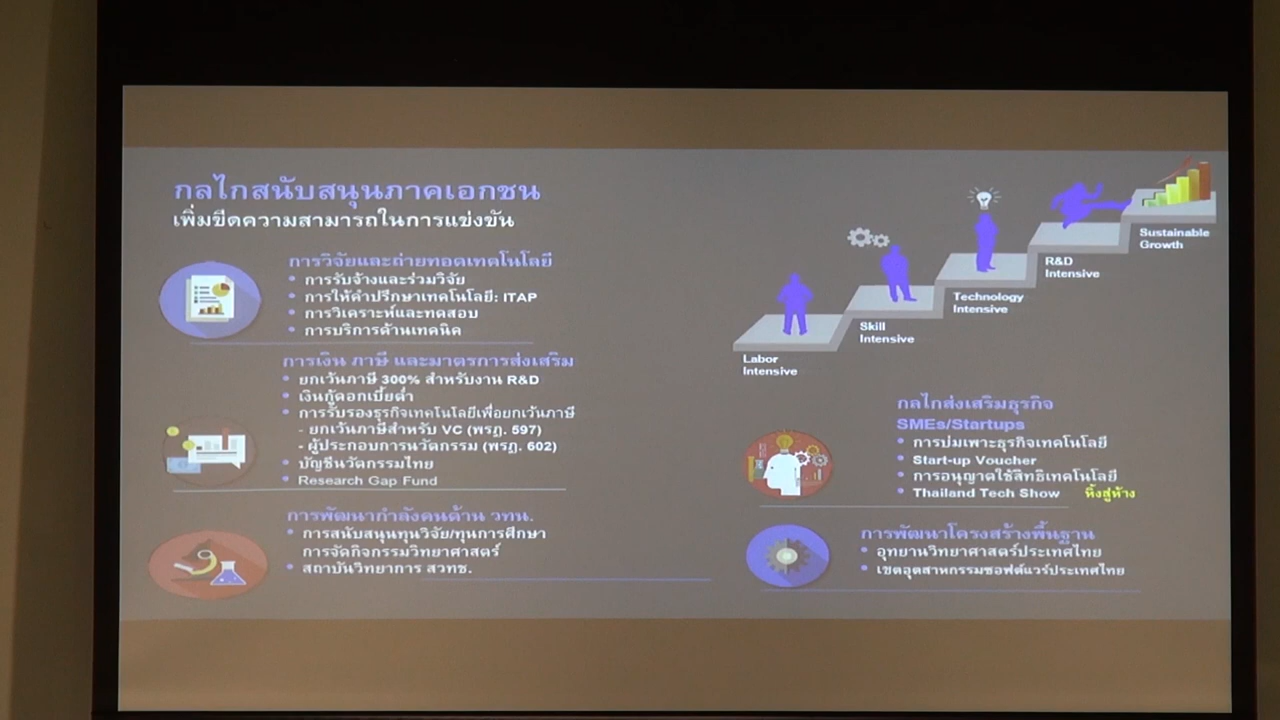 กลไกสนับสนุนภาคเอกชน
เพิ่มขีดความสามารถในการแข่งขัน
การวิจัยและถ่ายทอดเทคโนโลยี
• การรับจ้างและร่วมวิจัย
• การให้คำปรึกษาเทคโนโลยี: ITAP
• การวิเคราะห์และทดสอบ
• การบริการด้านเทคนิค
การเงิน ภาษี และมาตรการส่งเสริม
• ยกเว้นภาษี 300% สำหรับงาน R&D
• เงินกู้ดอกเบี้ยต่ำ
• การรับรองธุรกิจเทคโนโลยีเพื่อยกเว้นภาษี
- ยกเว้นภาษีสำหรับ VC (พรฎ. 597)
- ผู้ประกอบการนวัตกรรม (พรฎ. 602)
• บัญชีนวัตกรรมไทย
• Research Gap Fund
การพัฒนากำลังคนด้าน วทน.
• การสนับสนุนทุนวิจัย/ทุนการศึกษา
การจัดกิจกรรมวิทยาศาสตร์
• สถาบันวิทยาการ สวทช.
Labor
Intensive
Skill
Intensive
Technology
Intensive
R&D
Intensive
Sustainable
Growth
กลไกส่งเสริมธุรกิจ
SMEs/Startups
• การบ่มเพาะธุรกิจเทคโนโลยี
• Start-up Voucher
• การอนุญาตใช้สิทธิเทคโนโลยี
• Thailand Tech Show หิ้งสู่ห้าง
การพัฒนาโครงสร้างพื้นฐาน
• อุทยานวิทยาศาสตร์ประเทศไทย
• เขตอุตสาหกรรมซอฟต์แวร์ประเทศไทย